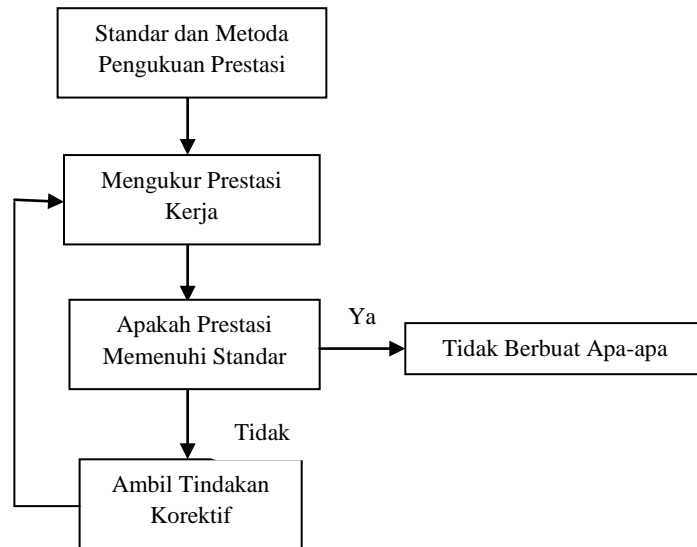 Standar dan Metoda
Pengukuan Prestasi
Mengukur Prestasi
Kerja
Apakah Prestasi
Memenuhi Standar
Ya
Tidak Berbuat Apa-apa
Tidak
Ambil Tindakan
Korektif